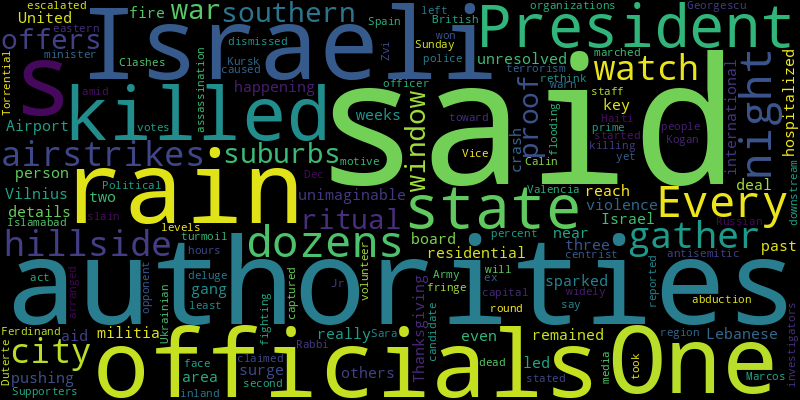 escalated
United
fire
war
southern
Spain
left
British
organizations
Georgescu
offers
eastern
minister
Clashes
Israeli
dismissed
won
Sunday
President
marched
Torrential
s
caused
Kursk
Zvi
police
unresolved
terrorism
rethink
watch
night
hospitalized
amid
killed
assassination
happening
officer
warn
staff
key
Airport
votes
weeks
window
said
proof
crash
flooding
Haiti
started
people
international
toward
prime
killing
Kogan
airstrikes
suburbs
motive
Vice
Calin
yet
person
Vilnius
Political
two
rain
Dec
unimaginable
state
Valencia
reach
deal
Every
downstream
details
Islamabad
slain
ritual
violence
Israel
Russian
past
hillside
levels
turmoil
dozens
board
percent
near
three
gather
hours
residential
centrist
antisemitic
authorities
act
arranged
opponent
deluge
gang
least
Ukrainian
captured
Jr
volunteer
Army
fringe
ex
will
sparked
say
widely
reported
abduction
capital
round
Ferdinand
aid
militia
fighting
really
Sara
Thanksgiving
candidate
even
remained
region
Lebanese
Duterte
city
officials
Rabbi
One
investigators
pushing
face
area
surge
claimed
others
dead
led
media
took
Marcos
Supporters
inland
second
stated